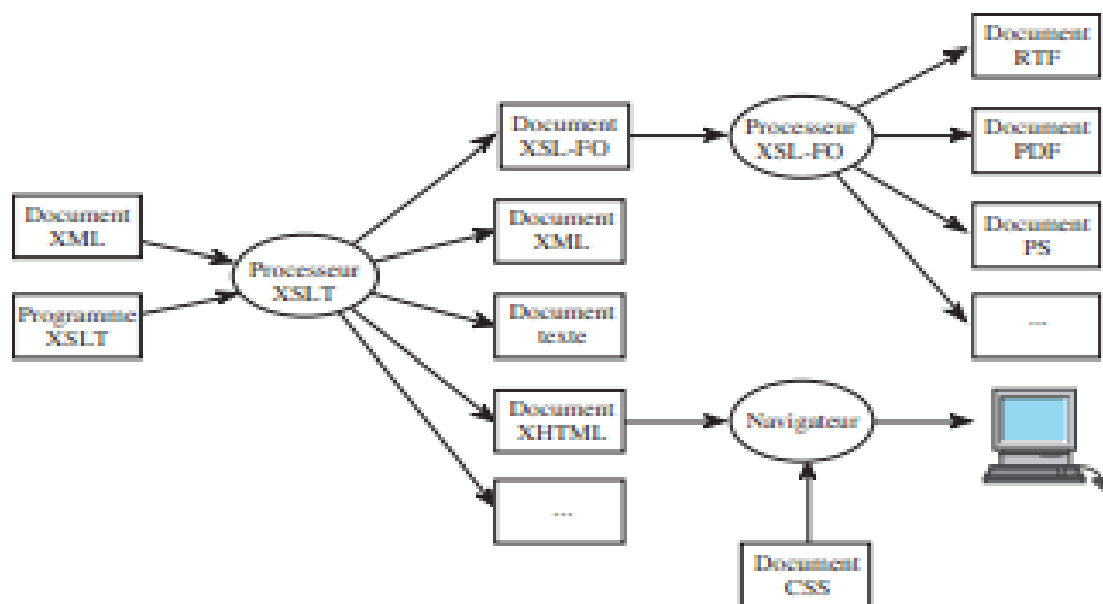 Document
RTF
Document
XSL-FO
Processeur
XSL-FO
Document
PDF
Document
XML
Document
XML
Processeur
XSLT
Document
PS
Programme
XSLT
Document
texte
...
Document
XHTML
Navigateur
...
Document
CSS